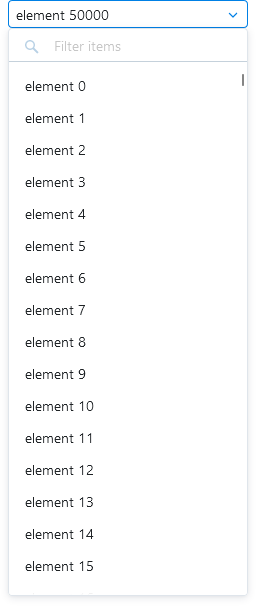 element 50000
Filter items
element 0
element 1
element 2
element 3
element 4
element 5
element 6
element 7
element 8
element 9
element 10
element 11
element 12
element 13
element 14
element 15